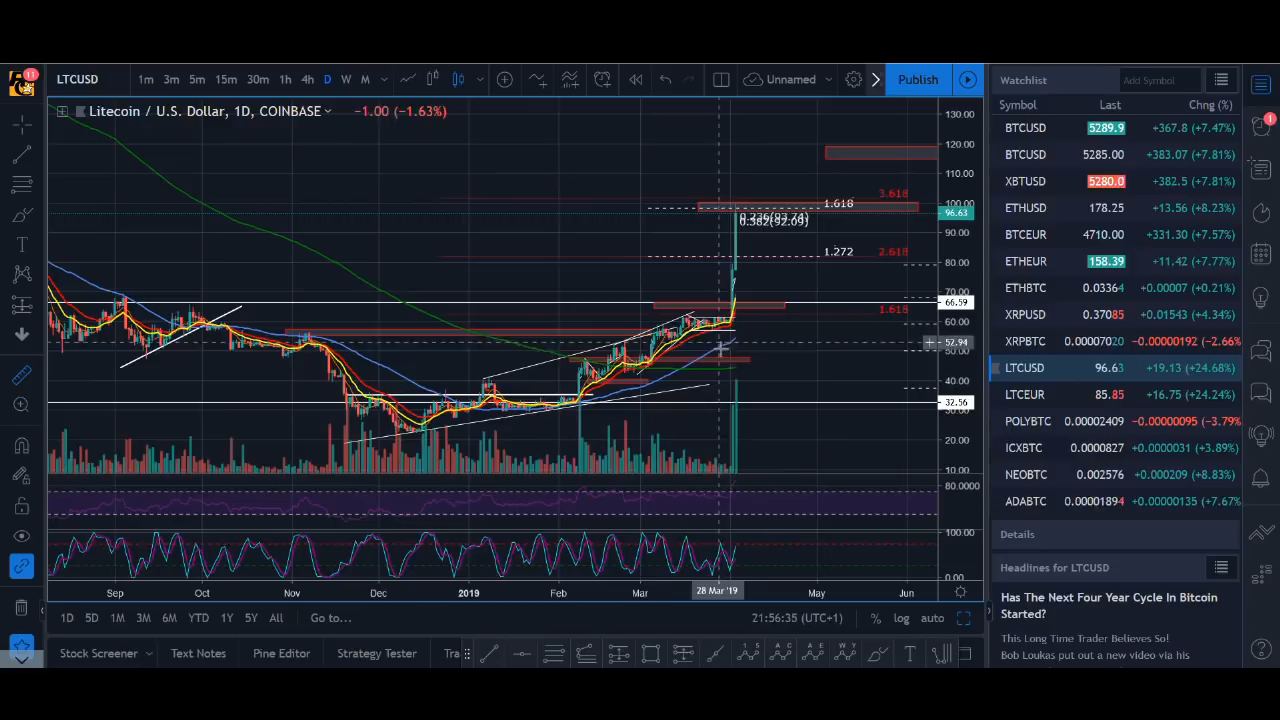 11
LTCUSD 1m 3m 5m 15m 30m 1h 4h D W M Unnamed Publish
Litecoin / U.S. Dollar, 1D, COINBASE −1.00 (−1.63%)
130.00
120.00
110.00
3.618
1.618
100.00
96.63
0.236(93.74)
0.382(92.09)
90.00
1.272
2.618
80.00
70.00
66.59
1.618
60.00
52.94
50.00
40.00
32.56
30.00
20.00
10.00
80.0000
100.00
0.00
Sep Oct Nov Dec 2019 Feb Mar 28 Mar '19 May Jun
1D 5D 1M 3M 6M YTD 1Y 5Y All Go to... 21:56:35 (UTC+1) % log auto
Stock Screener Text Notes Pine Editor Strategy Tester Tra
Watchlist Add Symbol
Symbol Last Chng (%)
BTCUSD 5289.9 +367.8 (+7.47%)
BTCUSD 5285.00 +383.07 (+7.81%)
XBTUSD 5280.0 +382.5 (+7.81%)
ETHUSD 178.25 +13.56 (+8.23%)
BTCEUR 4710.00 +331.30 (+7.57%)
ETHEUR 158.39 +11.42 (+7.77%)
ETHBTC 0.03364 +0.00007 (+0.21%)
XRPUSD 0.37085 +0.01543 (+4.34%)
XRPBTC 0.00007020 −0.00000192 (−2.66%)
LTCUSD 96.63 +19.13 (+24.68%)
LTCEUR 85.85 +16.75 (+24.24%)
POLYBTC 0.00002409 −0.00000095 (−3.79%)
ICXBTC 0.0000827 +0.0000031 (+3.89%)
NEOBTC 0.002576 +0.000209 (+8.83%)
ADABTC 0.00001894 +0.00000135 (+7.67%)
Details
Headlines for LTCUSD
Has The Next Four Year Cycle In Bitcoin
Started?
This Long Time Trader Believes So!
Bob Loukas put out a new video via his
1